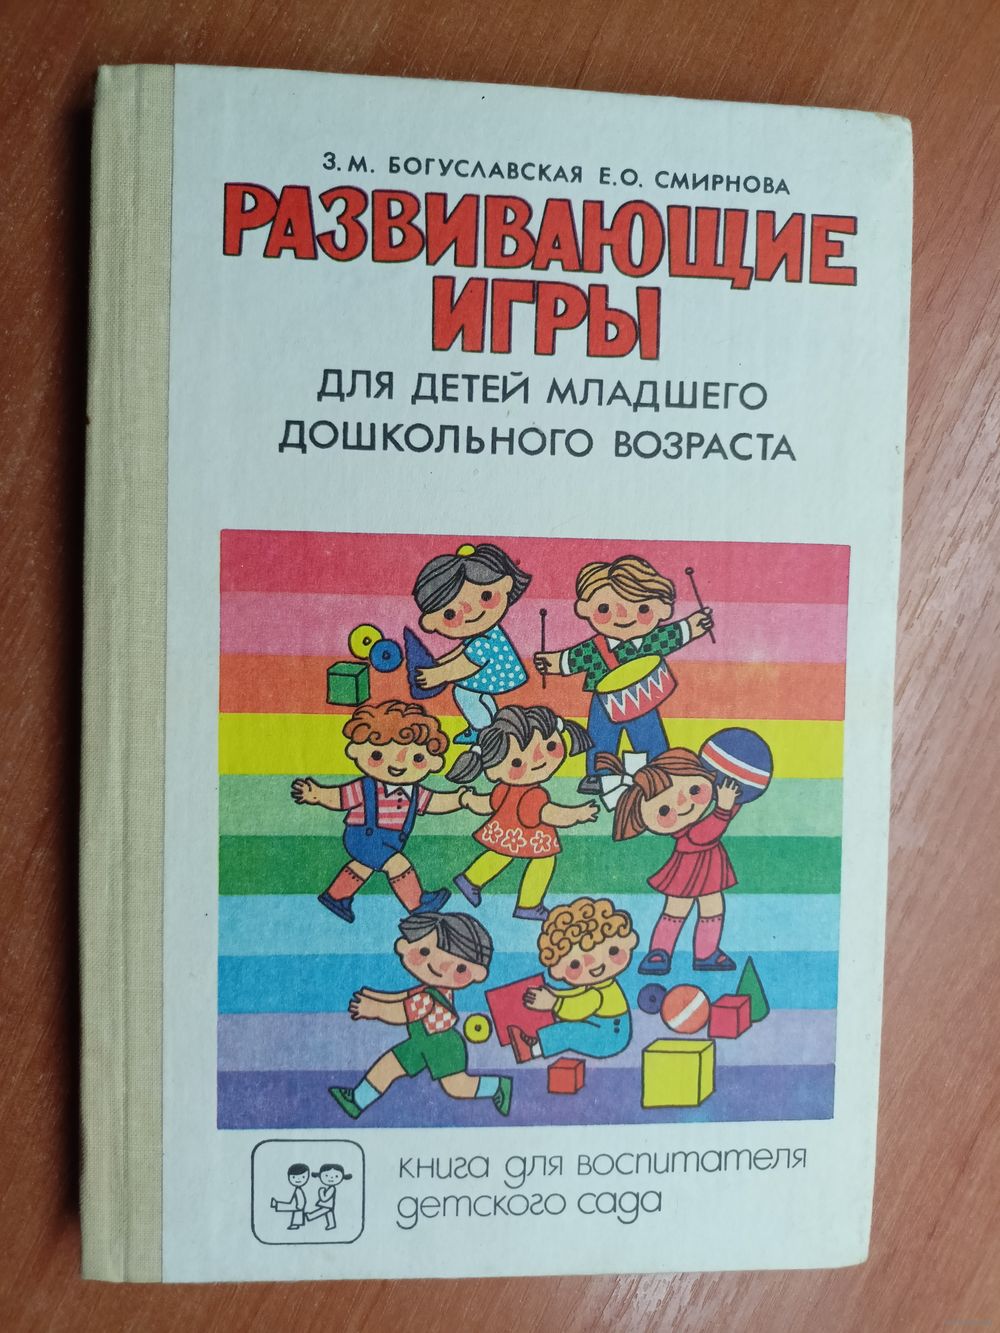 З. М. БОГУСЛАВСКАЯ Е. О. СМИРНОВА
РАЗВИВАЮЩИЕ
ИГРЫ
ДЛЯ ДЕТЕЙ МЛАДШЕГО
ДОШКОЛЬНОГО ВОЗРАСТА
книга для воспитателя
детского сада